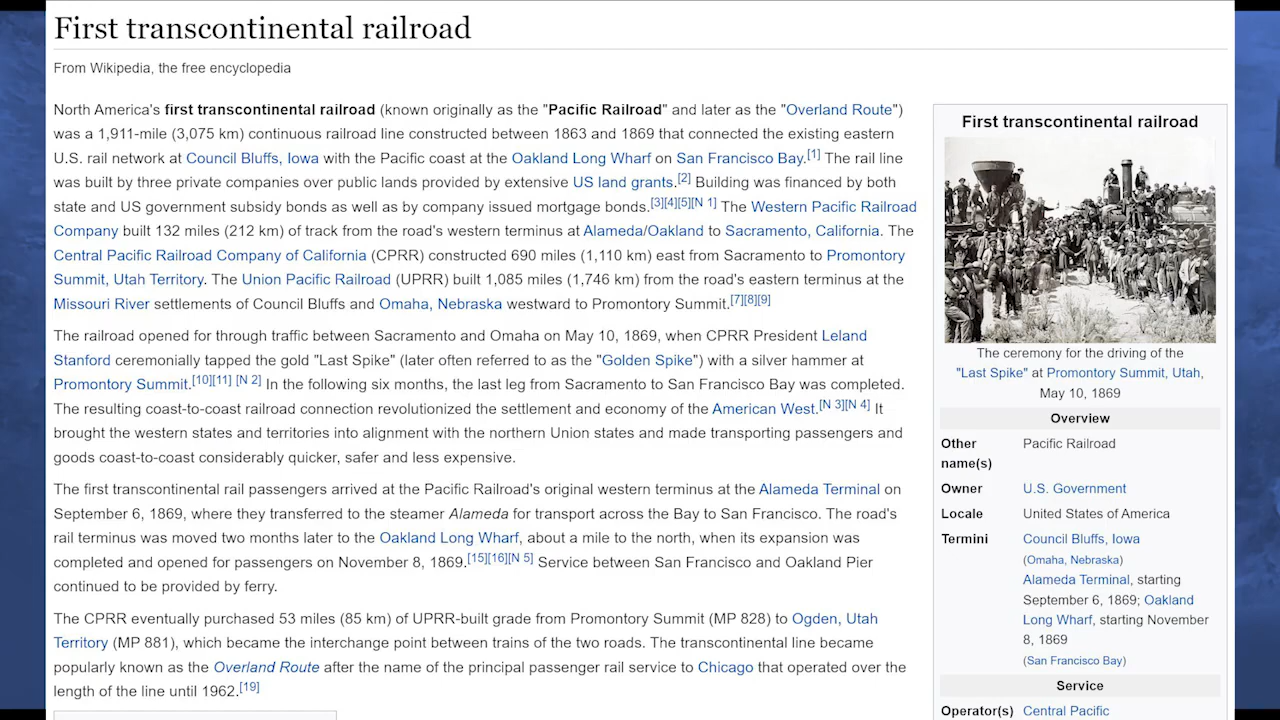 First transcontinental railroad
From Wikipedia, the free encyclopedia
North America's first transcontinental railroad (known originally as the "Pacific Railroad" and later as the "Overland Route")
was a 1,911-mile (3,075 km) continuous railroad line constructed between 1863 and 1869 that connected the existing eastern
U.S. rail network at Council Bluffs, Iowa with the Pacific coast at the Oakland Long Wharf on San Francisco Bay.[1] The rail line
was built by three private companies over public lands provided by extensive US land grants.[2] Building was financed by both
state and US government subsidy bonds as well as by company issued mortgage bonds.[3][4][5][N 1] The Western Pacific Railroad
Company built 132 miles (212 km) of track from the road's western terminus at Alameda/Oakland to Sacramento, California. The
Central Pacific Railroad Company of California (CPRR) constructed 690 miles (1,110 km) east from Sacramento to Promontory
Summit, Utah Territory. The Union Pacific Railroad (UPRR) built 1,085 miles (1,746 km) from the road's eastern terminus at the
Missouri River settlements of Council Bluffs and Omaha, Nebraska westward to Promontory Summit.[7][8][9]
The railroad opened for through traffic between Sacramento and Omaha on May 10, 1869, when CPRR President Leland
Stanford ceremonially tapped the gold "Last Spike" (later often referred to as the "Golden Spike") with a silver hammer at
Promontory Summit.[10][11] [N 2] In the following six months, the last leg from Sacramento to San Francisco Bay was completed.
The resulting coast-to-coast railroad connection revolutionized the settlement and economy of the American West.[N 3][N 4] It
brought the western states and territories into alignment with the northern Union states and made transporting passengers and
goods coast-to-coast considerably quicker, safer and less expensive.
The first transcontinental rail passengers arrived at the Pacific Railroad's original western terminus at the Alameda Terminal on
September 6, 1869, where they transferred to the steamer Alameda for transport across the Bay to San Francisco. The road's
rail terminus was moved two months later to the Oakland Long Wharf, about a mile to the north, when its expansion was
completed and opened for passengers on November 8, 1869.[15][16][N 5] Service between San Francisco and Oakland Pier
continued to be provided by ferry.
The CPRR eventually purchased 53 miles (85 km) of UPRR-built grade from Promontory Summit (MP 828) to Ogden, Utah
Territory (MP 881), which became the interchange point between trains of the two roads. The transcontinental line became
popularly known as the Overland Route after the name of the principal passenger rail service to Chicago that operated over the
length of the line until 1962.[19]
First transcontinental railroad
The ceremony for the driving of the
"Last Spike" at Promontory Summit, Utah,
May 10, 1869
Overview
Other Pacific Railroad
name(s)
Owner U.S. Government
Locale United States of America
Termini Council Bluffs, Iowa
(Omaha, Nebraska)
Alameda Terminal, starting
September 6, 1869; Oakland
Long Wharf, starting November
8, 1869
(San Francisco Bay)
Service
Operator(s) Central Pacific